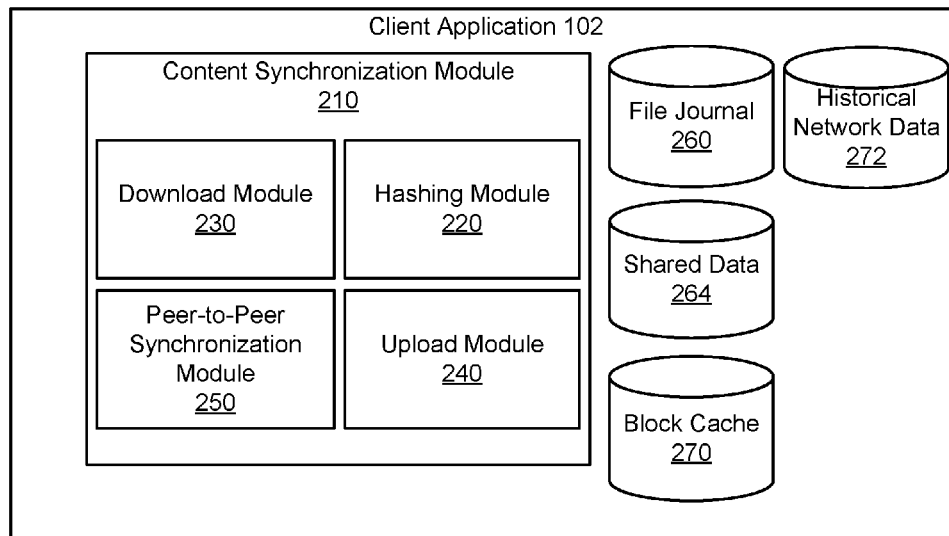 Client Application 102
Content Synchronization Module
210
Download Module
230
Hashing Module
220
Peer-to-Peer
Synchronization
Module
250
Upload Module
240
File Journal
260
Historical
Network Data
272
Shared Data
264
Block Cache
270